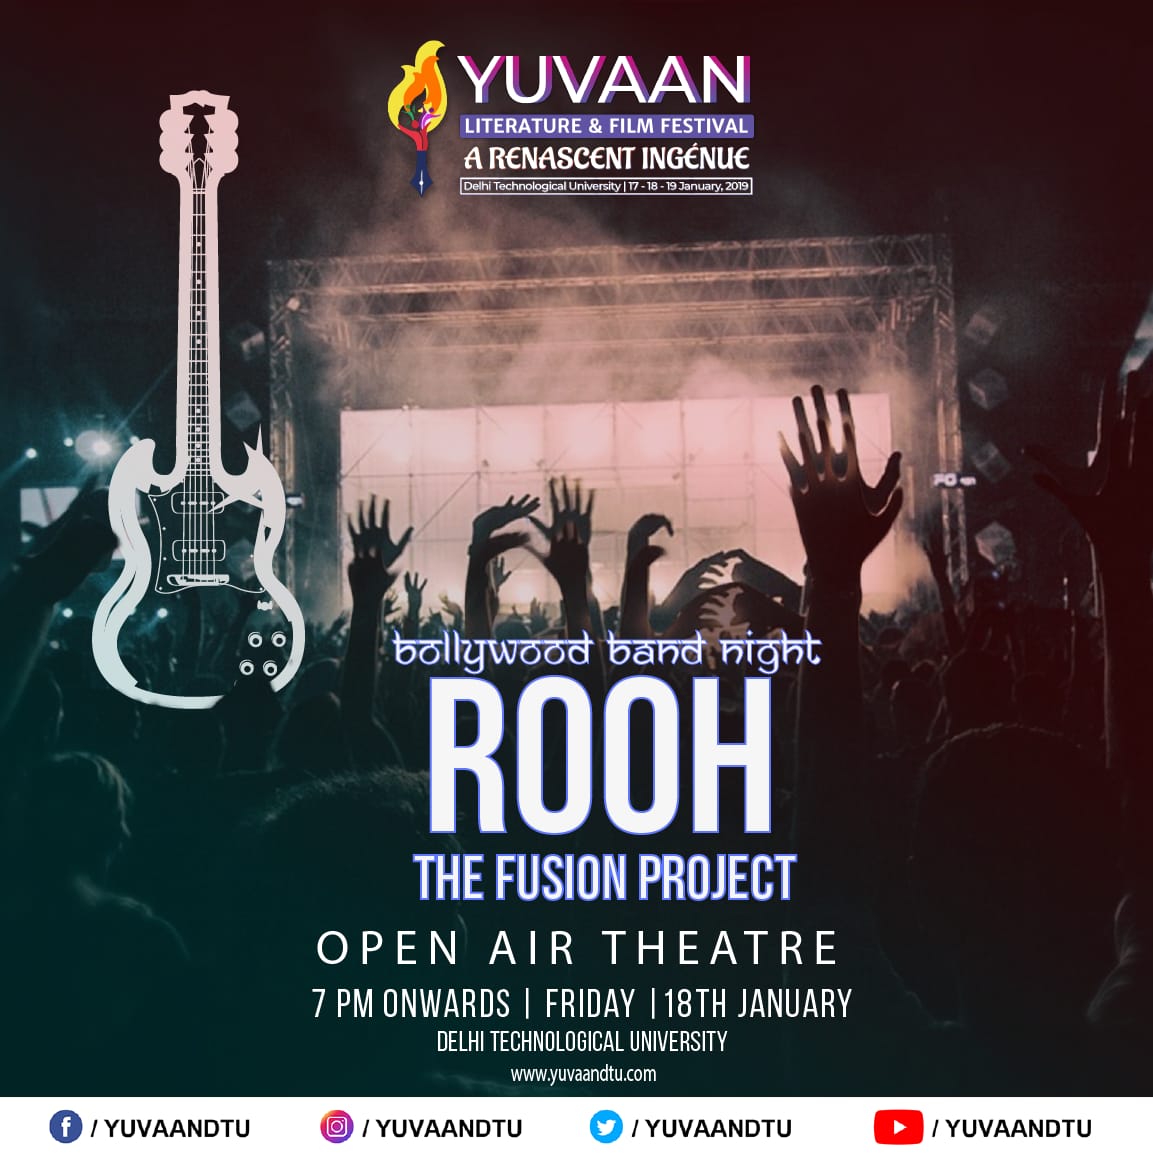 YUVAAN
LITERATURE & FILM FESTIVAL
A RENASCENT INGÉNUE
Delhi Technological University | 17 - 18 - 19 January, 2019
BOLLYWOOD BAND NIGHT
ROOH
THE FUSION PROJECT
OPEN AIR THEATRE
7 PM ONWARDS | FRIDAY |18TH JANUARY
DELHI TECHNOLOGICAL UNIVERSITY
www.yuvaandtu.com
/ YUVAANDTU / YUVAANDTU / YUVAANDTU / YUVAANDTU